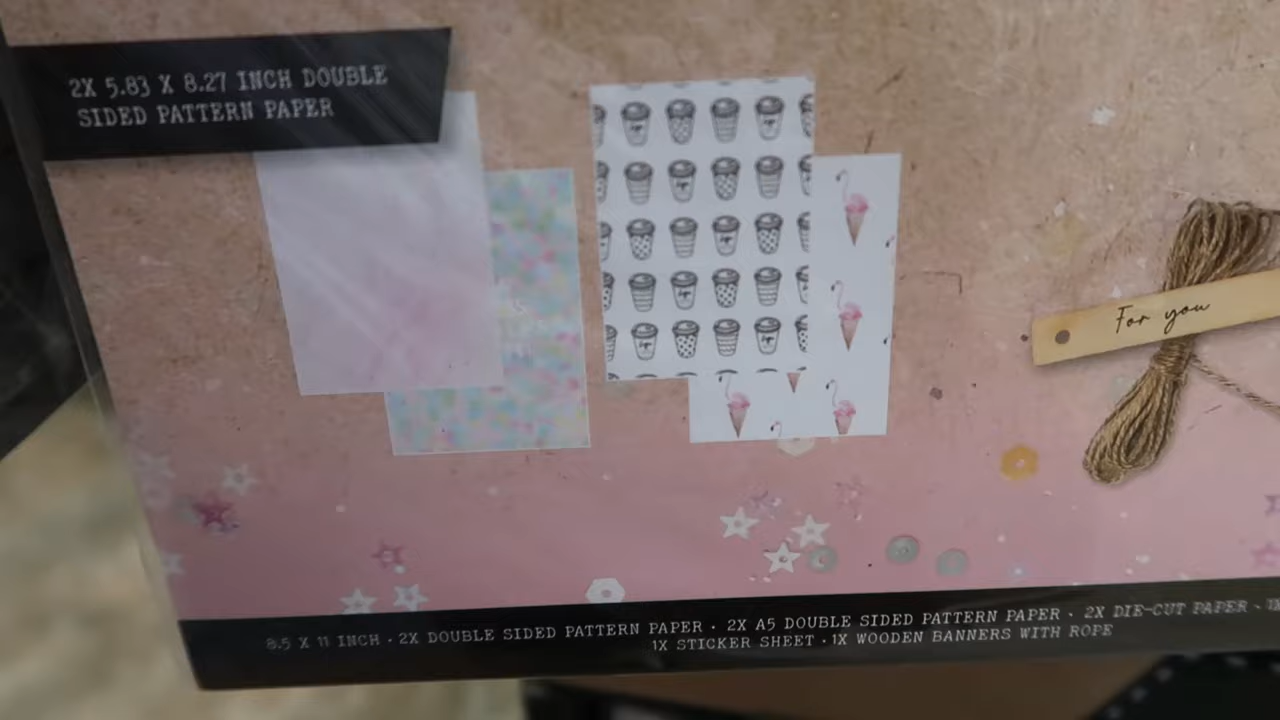 2X 5.83 X 8.27 INCH DOUBLE
SIDED PATTERN PAPER
For you
8.5 X 11 INCH · 2X DOUBLE SIDED PATTERN PAPER · 2X A5 DOUBLE SIDED PATTERN PAPER · 2X DIE-CUT PAPER ·
1X STICKER SHEET · 1X WOODEN BANNERS WITH ROPE